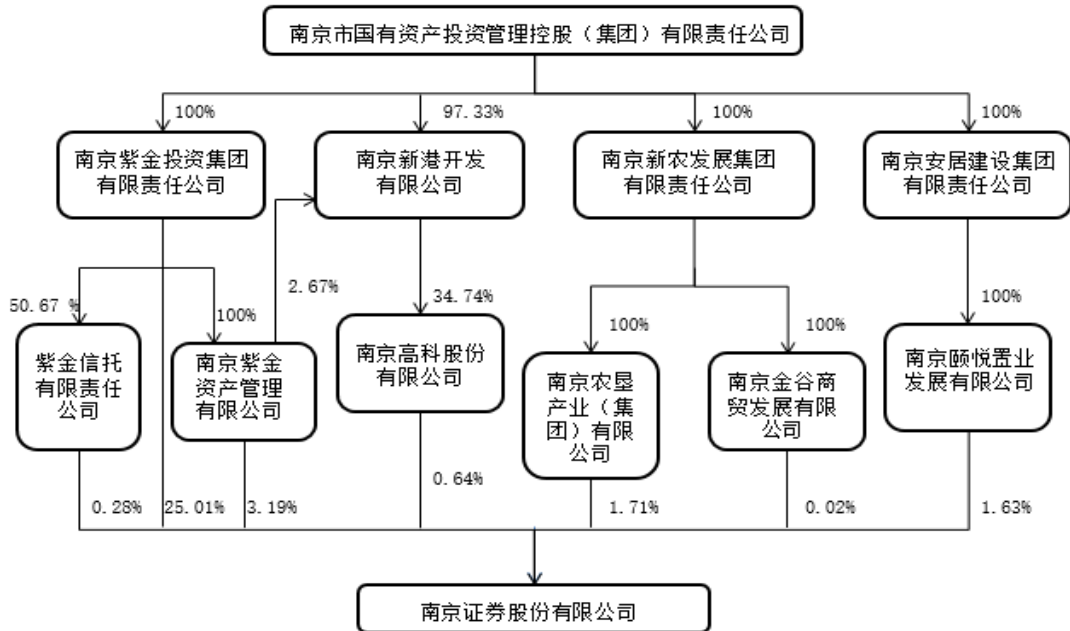 南京市国有资产投资管理控股（集团）有限责任公司
100%
97.33%
100%
100%
南京紫金投资集团
有限责任公司
南京新港开发
有限公司
南京新农发展集团
有限责任公司
南京安居建设集团
有限责任公司
50.67 %
100%
2.67%
34.74%
100%
100%
100%
紫金信托
有限责任
公司
南京紫金
资产管理
有限公司
南京高科股份
有限公司
南京农垦
产业（集
团）有限
公司
南京金谷商
贸发展有限
公司
南京颐悦置业
发展有限公司
0.28%
25.01%
3.19%
0.64%
1.71%
0.02%
1.63%
南京证券股份有限公司